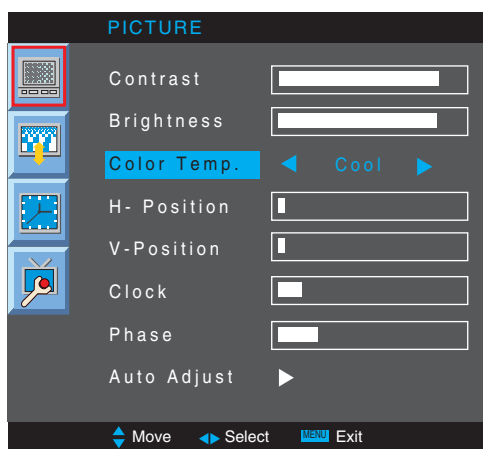 PICTURE
Contrast
Brightness
Color Temp. Cool
H- Position
V-Position
Clock
Phase
Auto Adjust
Move Select MENU Exit